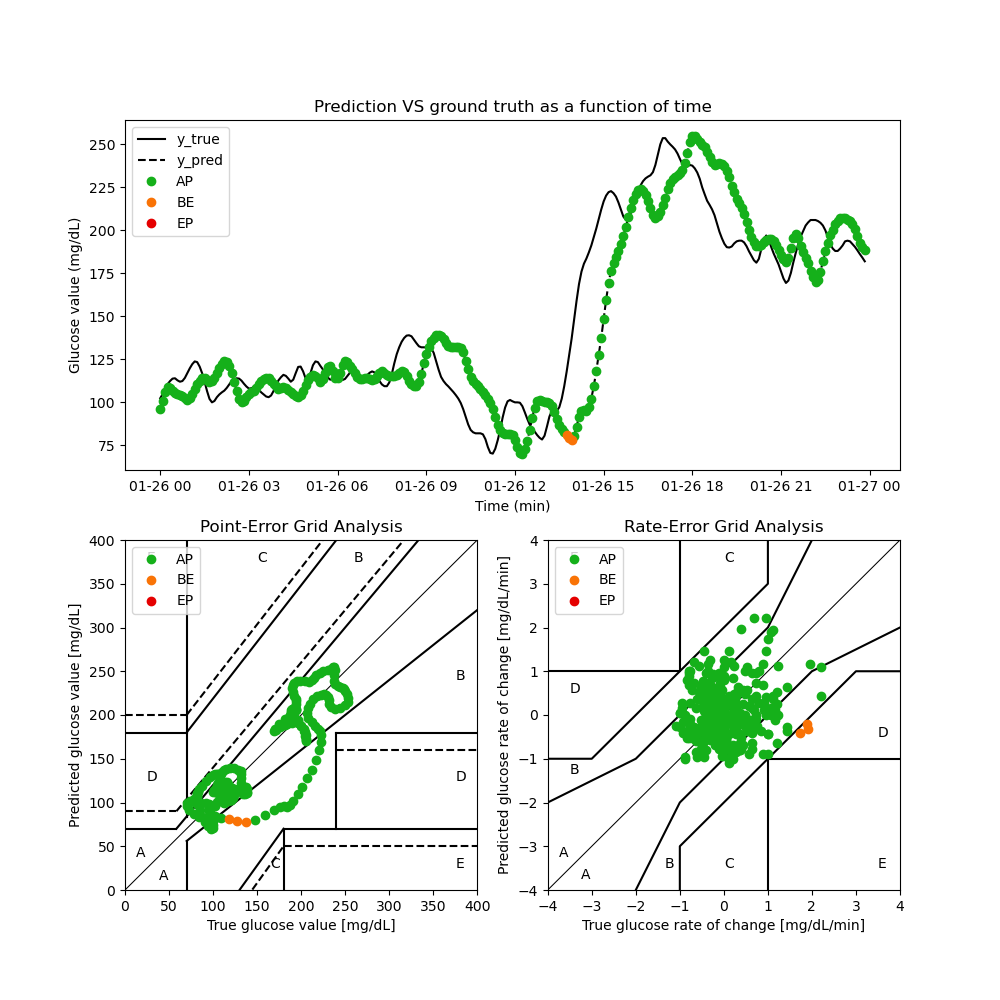 Prediction VS ground truth as a function of time
Glucose value (mg/dL)
250
225
200
175
150
125
100
75
y_true
y_pred
AP
BE
EP
01-26 00 01-26 03 01-26 06 01-26 09 01-26 12 01-26 15 01-26 18 01-26 21 01-27 00
Time (min)
Point-Error Grid Analysis
Predicted glucose value [mg/dL]
400
350
300
250
200
150
100
50
0
AP
BE
EP
C
B
B
D
D
A
A
C
E
0 50 100 150 200 250 300 350 400
True glucose value [mg/dL]
Rate-Error Grid Analysis
Predicted glucose rate of change [mg/dL/min]
4
3
2
1
0
−1
−2
−3
−4
AP
BE
EP
C
D
D
B
A
A
B
C
E
−4 −3 −2 −1 0 1 2 3 4
True glucose rate of change [mg/dL/min]